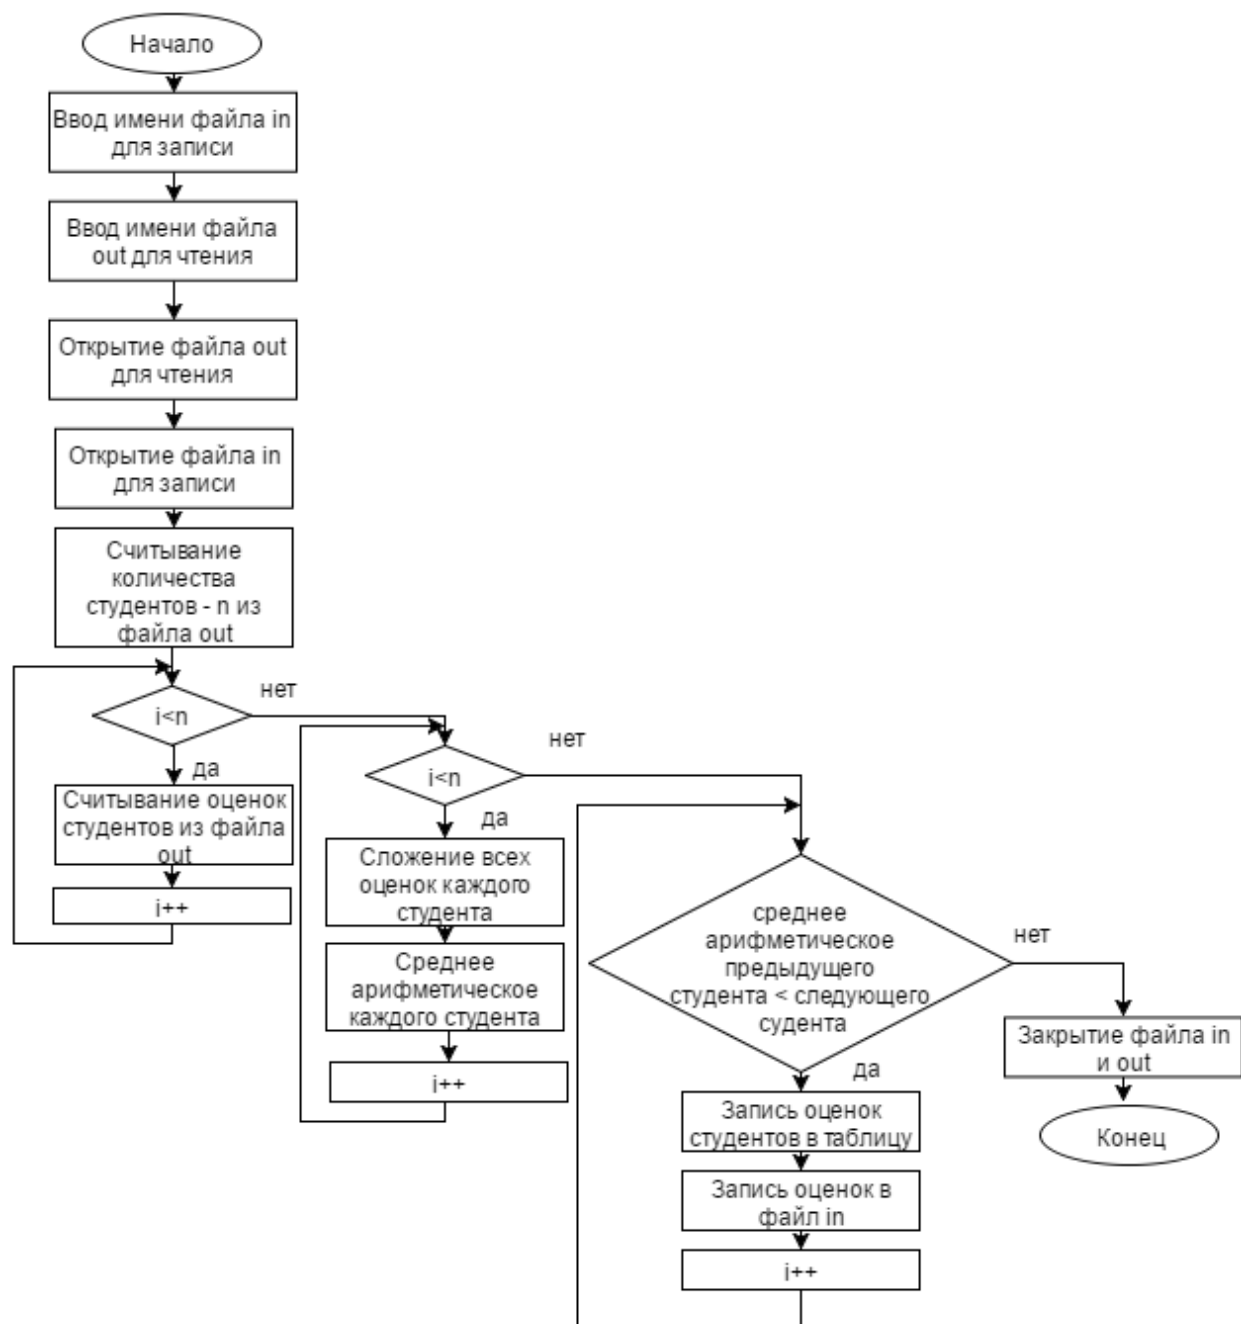 Начало
Ввод имени файла in
для записи
Ввод имени файла
out для чтения
Открытие файла out
для чтения
Открытие файла in
для записи
Считывание
количества
студентов - n из
файла out
i<n
нет
да
Считывание оценок
студентов из файла
out
i++
i<n
нет
да
Сложение всех
оценок каждого
студента
Среднее
арифметическое
каждого студента
i++
среднее
арифметическое
предыдущего
студента < следующего
судента
нет
да
Запись оценок
студентов в таблицу
Запись оценок в
файл in
i++
Закрытие файла in
и out
Конец